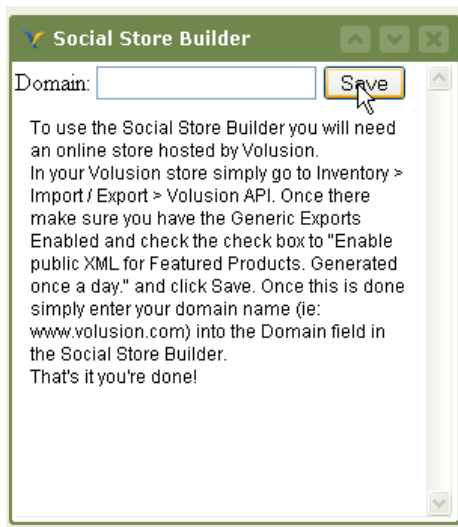 Social Store Builder
Domain: Save
To use the Social Store Builder you will need
an online store hosted by Volusion.
In your Volusion store simply go to Inventory >
Import / Export > Volusion API. Once there
make sure you have the Generic Exports
Enabled and check the check box to "Enable
public XML for Featured Products. Generated
once a day." and click Save. Once this is done
simply enter your domain name (ie:
www.volusion.com) into the Domain field in
the Social Store Builder.
That's it you're done!